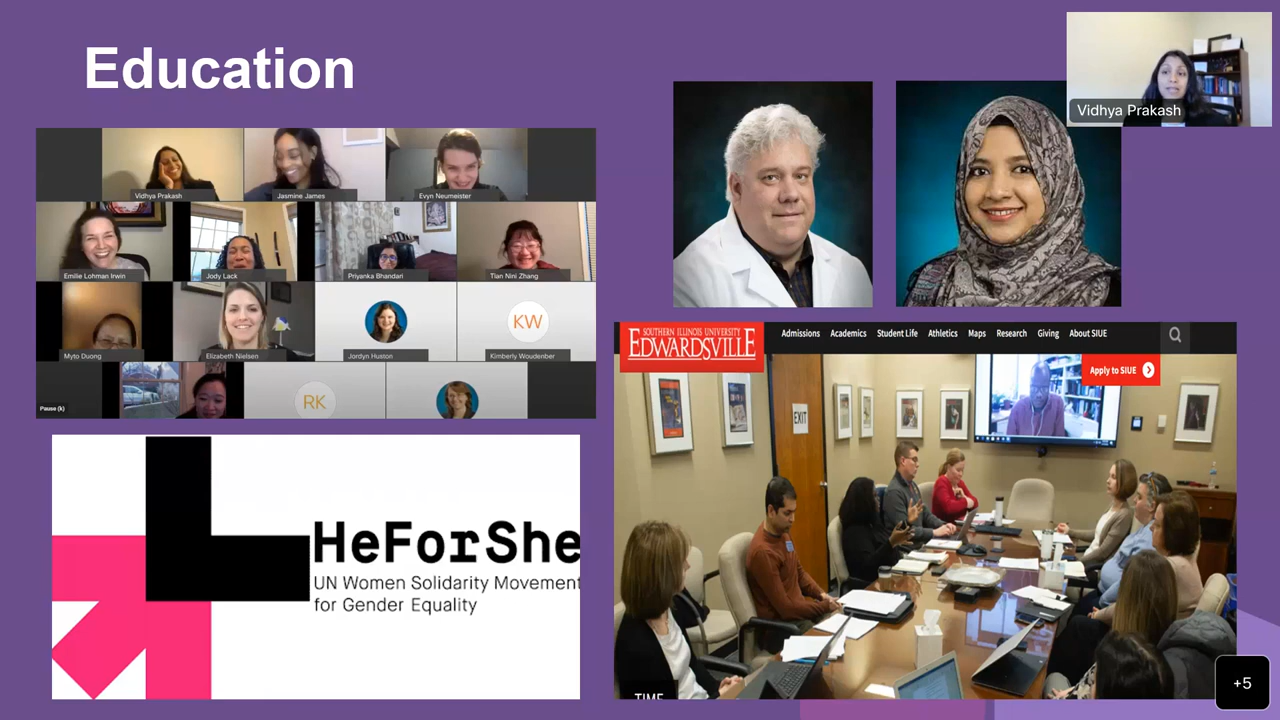 Education
Vidhya Prakash
Vidhya Prakash
Jasmine James
Evyn Neumeister
Emilie Lohman Irwin
Jody Lack
Priyanka Bhandari
Tian Nini Zhang
Myto Duong
Elizabeth Nielsen
Jordyn Huston
KW
Kimberly Woudenber
Pause (k)
RK
HeForShe
UN Women Solidarity Movement
for Gender Equality
SOUTHERN ILLINOIS UNIVERSITY
EDWARDSVILLE
Admissions Academics Student Life Athletics Maps Research Giving About SIUE
Apply to SIUE
EXIT
TIME
+5